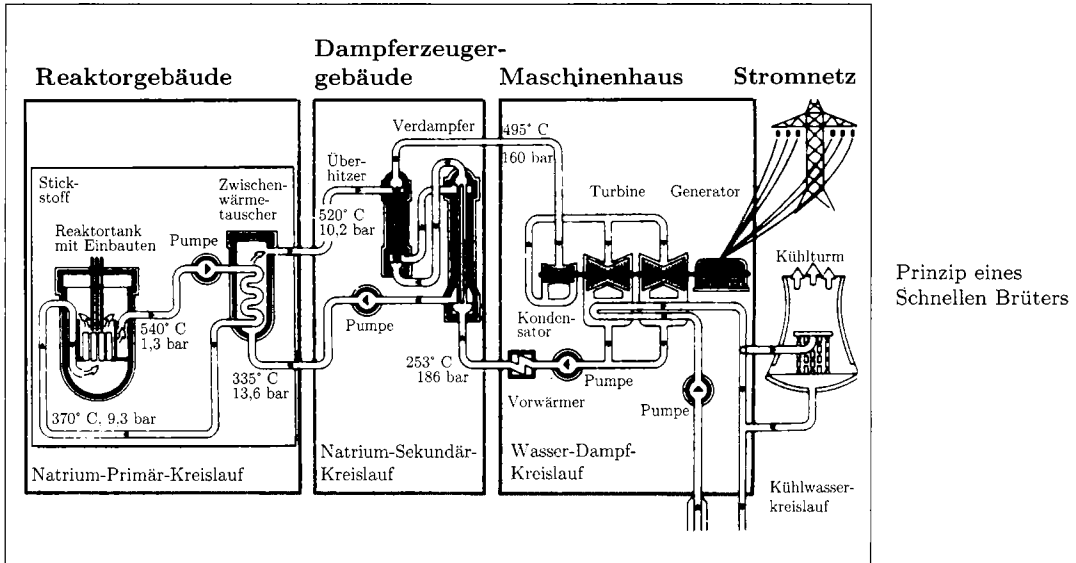 Reaktorgebäude
Dampferzeuger-
gebäude
Maschinenhaus
Stromnetz
Stick-
stoff
Reaktortank
mit Einbauten
Pumpe
Zwischen-
wärme-
tauscher
540° C
1,3 bar
370° C, 9.3 bar
335° C
13,6 bar
Natrium-Primär-Kreislauf
Verdampfer
Über-
hitzer
520° C
10,2 bar
Pumpe
253° C
186 bar
Natrium-Sekundär-
Kreislauf
495° C
160 bar
Turbine
Generator
Konden-
sator
Vorwärmer
Pumpe
Pumpe
Wasser-Dampf-
Kreislauf
Kühlturm
Kühlwasser-
kreislauf
Prinzip eines
Schnellen Brüters